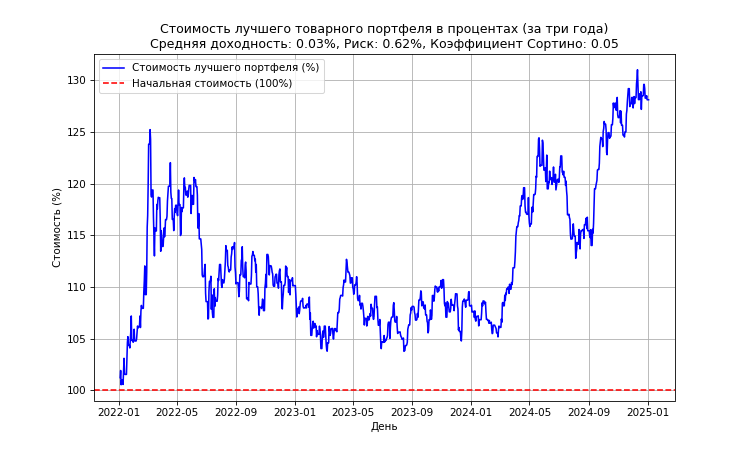 Стоимость лучшего товарного портфеля в процентах (за три года)
Средняя доходность: 0.03%, Риск: 0.62%, Коэффициент Сортино: 0.05
Стоимость лучшего портфеля (%)
Начальная стоимость (100%)
Стоимость (%)
130
125
120
115
110
105
100
2022-01 2022-05 2022-09 2023-01 2023-05 2023-09 2024-01 2024-05 2024-09 2025-01
День